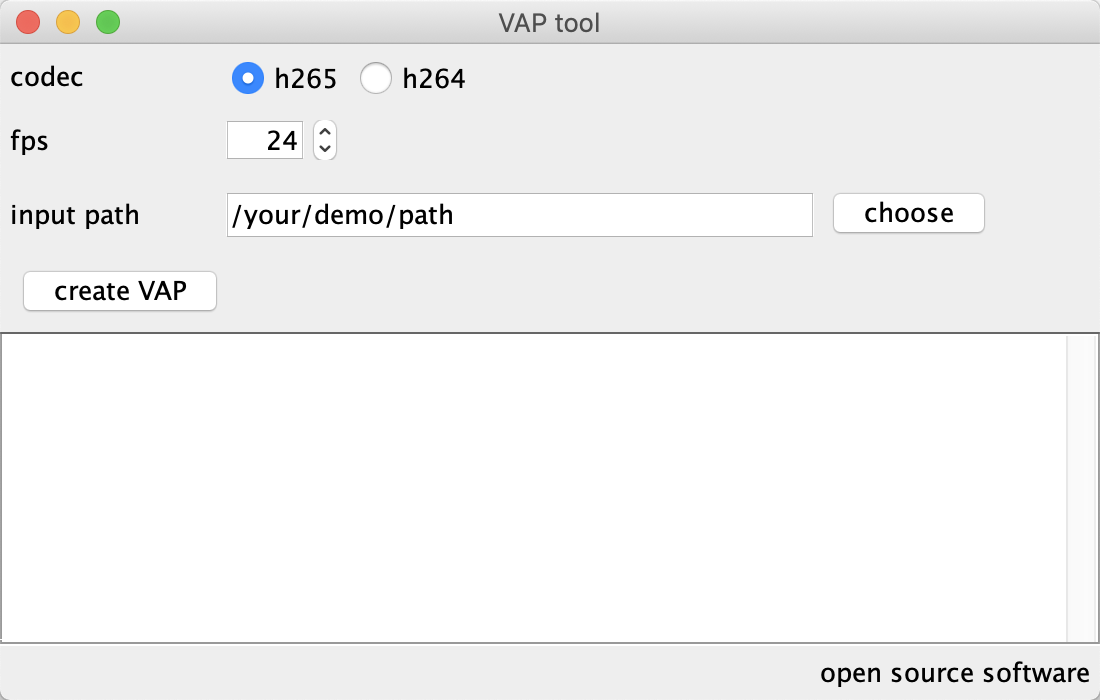 VAP tool
codec h265 h264
fps 24
input path /your/demo/path choose
create VAP
open source software